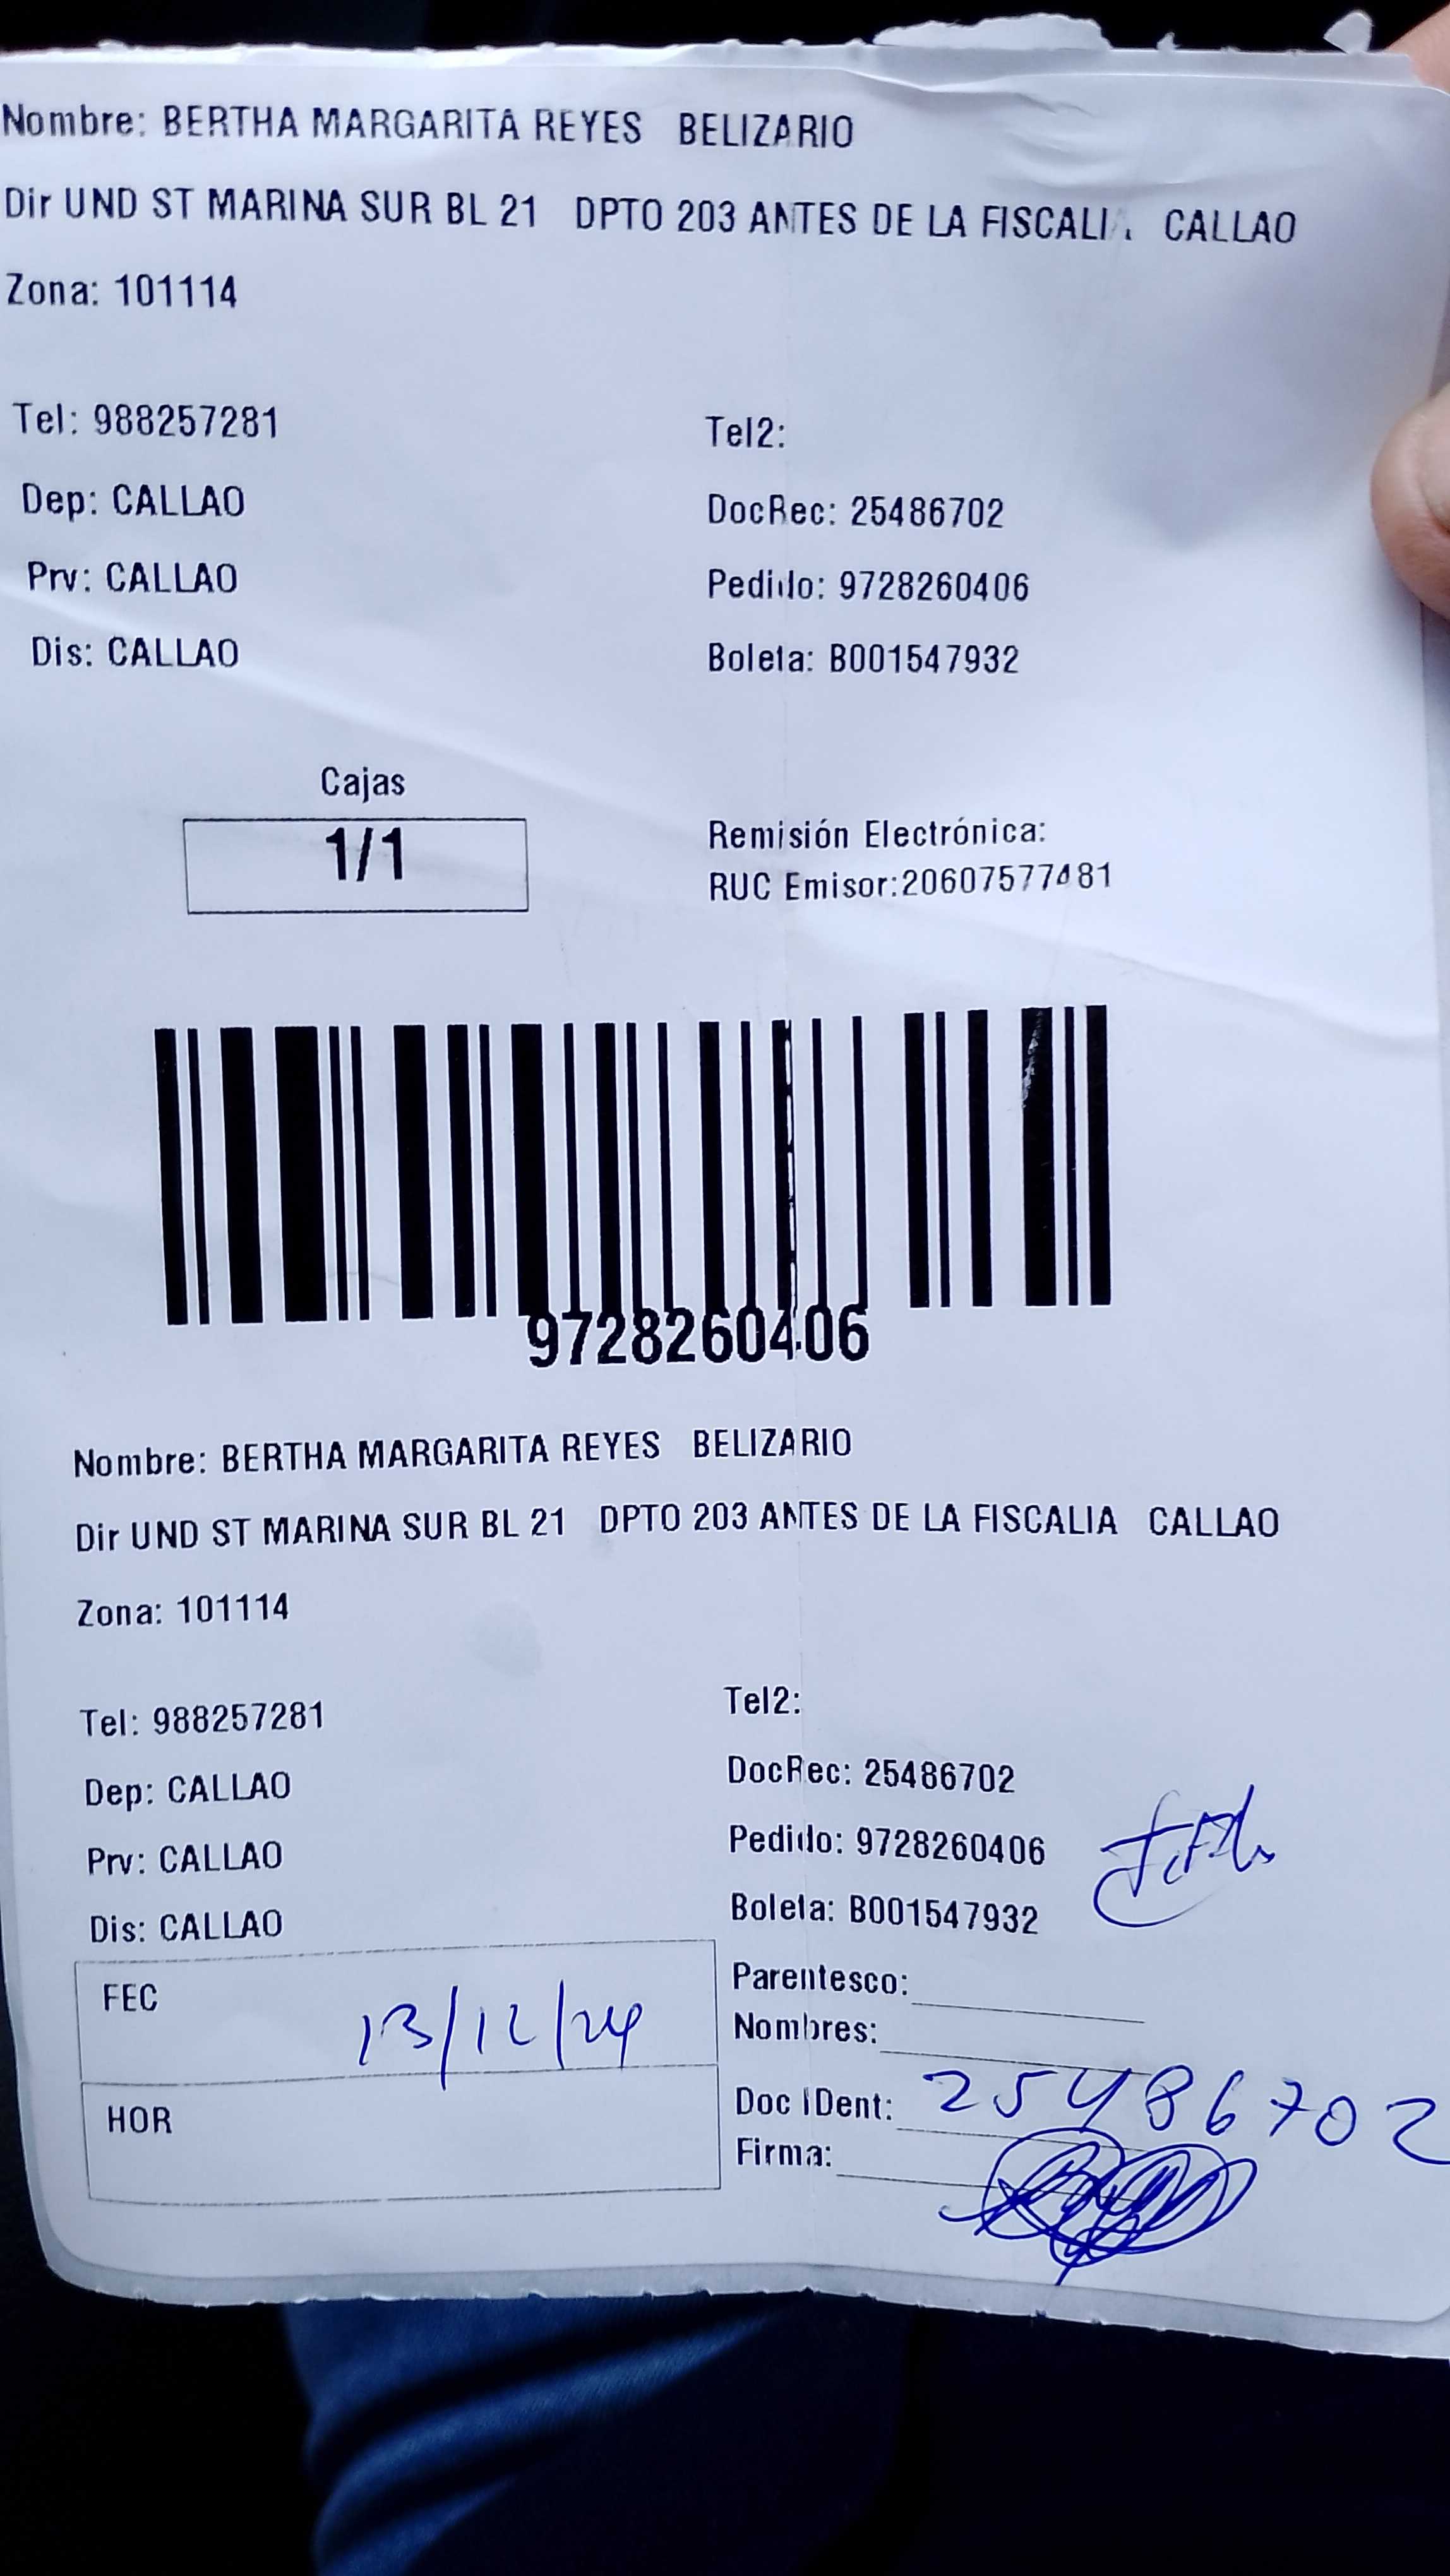 Nombre: BERTHA MARGARITA REYES BELIZARIO
Dir UND ST MARINA SUR BL 21 DPTO 203 ANTES DE LA FISCALIA CALLAO
Zona: 101114
Tel: 988257281 Tel2:
Dep: CALLAO DocRec: 25486702
Prv: CALLAO Pedido: 9728260406
Dis: CALLAO Boleta: B001547932
Cajas
1/1
Remisión Electrónica:
RUC Emisor:20607577481
9728260406
Nombre: BERTHA MARGARITA REYES BELIZARIO
Dir UND ST MARINA SUR BL 21 DPTO 203 ANTES DE LA FISCALIA CALLAO
Zona: 101114
Tel: 988257281 Tel2:
Dep: CALLAO DocRec: 25486702
Prv: CALLAO Pedido: 9728260406
Dis: CALLAO Boleta: B001547932
FEC 13/12/24
HOR
Parentesco:
Nombres:
Doc IDent: 25486702
Firma: